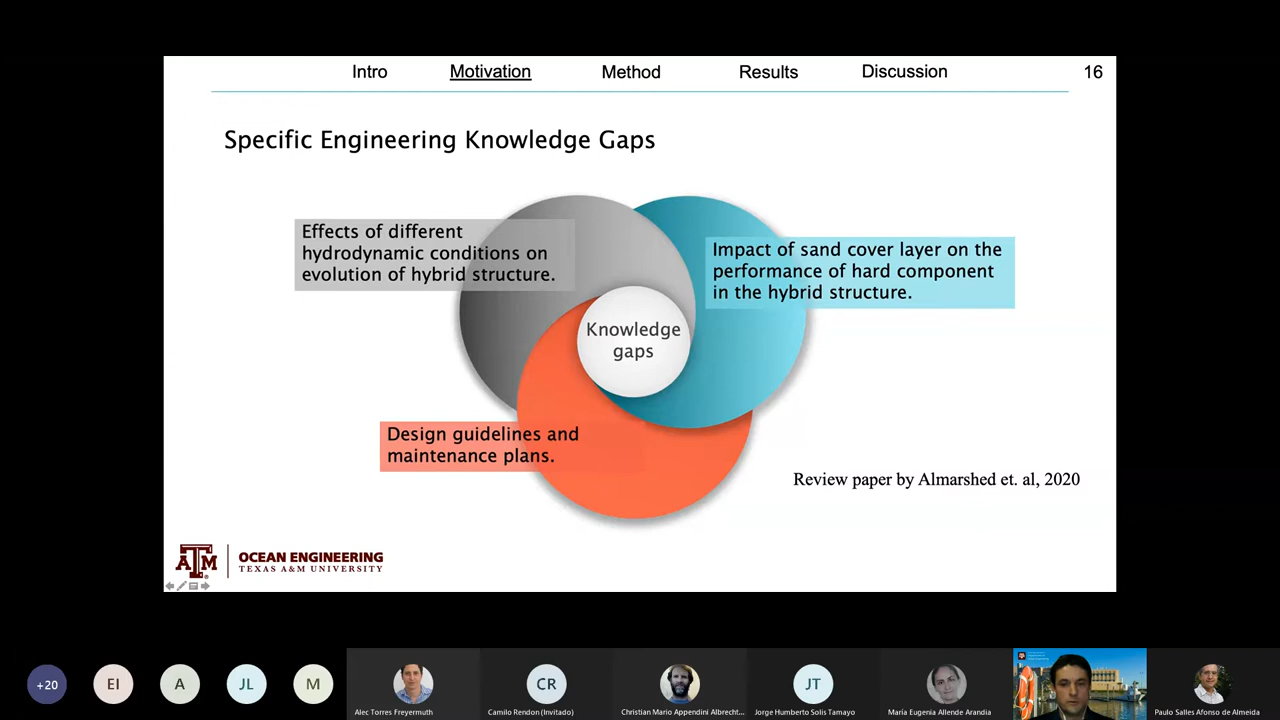 Intro Motivation Method Results Discussion 16
Specific Engineering Knowledge Gaps
Effects of different
hydrodynamic conditions on
evolution of hybrid structure.
Impact of sand cover layer on the
performance of hard component
in the hybrid structure.
Knowledge
gaps
Design guidelines and
maintenance plans.
Review paper by Almarshed et. al, 2020
ATM
OCEAN ENGINEERING
TEXAS A&M UNIVERSITY
+20 EI A JL M CR JT
Alec Torres Freyermuth
Camilo Rendon (Invitado)
Christian Mario Appendini Albrecht...
Jorge Humberto Solis Tamayo
María Eugenia Allende Arandia
Paulo Salles Afonso de Almeida